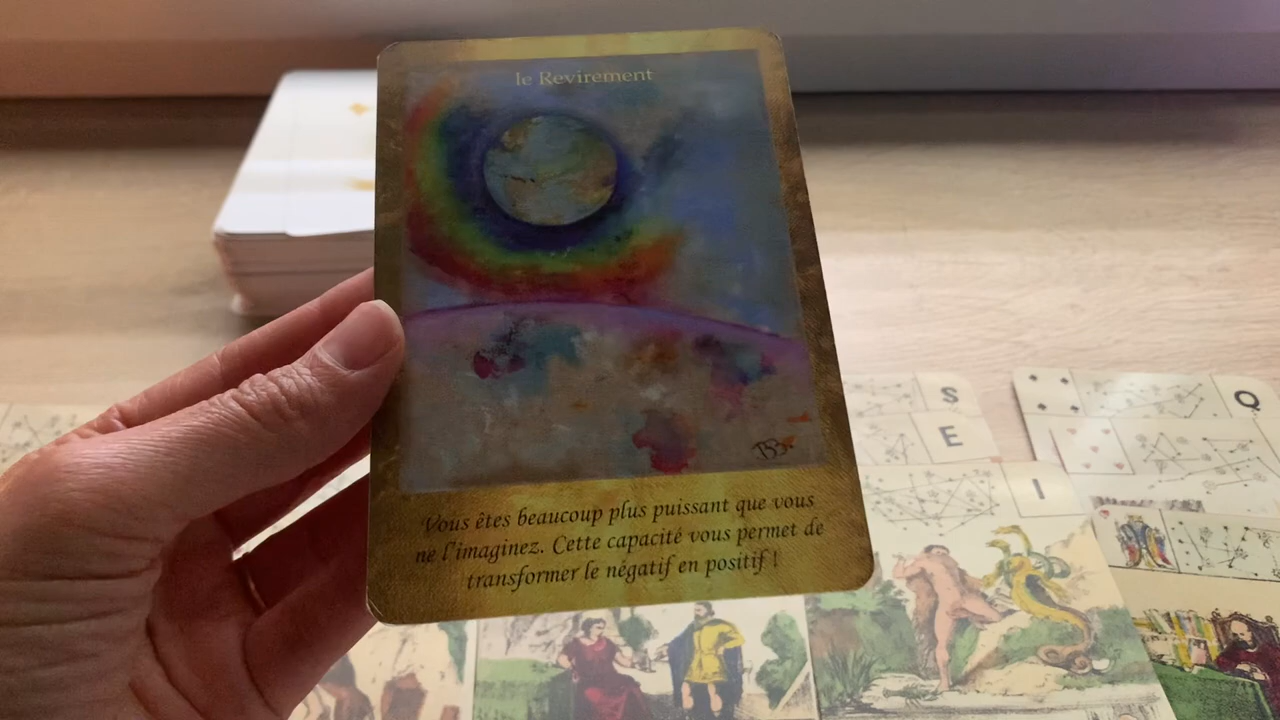 le Revirement
Vous êtes beaucoup plus puissant que vous
ne l'imaginez. Cette capacité vous permet de
transformer le négatif en positif !
S
E
I
Q